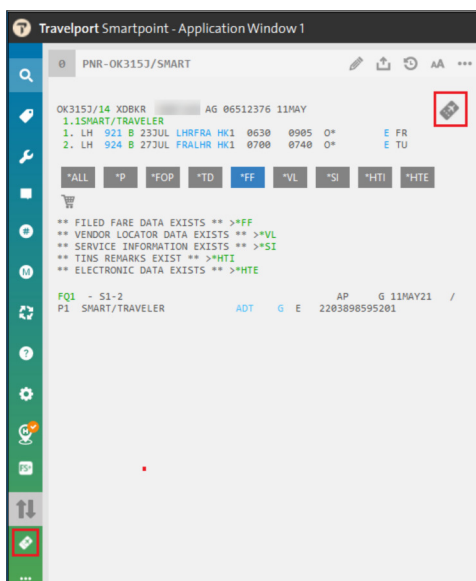 Travelport Smartpoint - Application Window 1
0 PNR-OK315J/SMART AA
OK315J/14 XDBKR AG 06512376 11MAY
1.1SMART/TRAVELER
1. LH 921 B 23JUL LHRFRA HK1 0630 0905 O* E FR
2. LH 924 B 27JUL FRALHR HK1 0700 0740 O* E TU
*ALL *P *FOP *TD *FF *VL *SI *HTI *HTE
** FILED FARE DATA EXISTS ** >*FF
** VENDOR LOCATOR DATA EXISTS ** >*VL
** SERVICE INFORMATION EXISTS ** >*SI
** TINS REMARKS EXIST ** >*HTI
** ELECTRONIC DATA EXISTS ** >*HTE
FQ1 - S1-2 AP G 11MAY21 /
P1 SMART/TRAVELER ADT G E 2203898595201
#
M
?
H
FS+